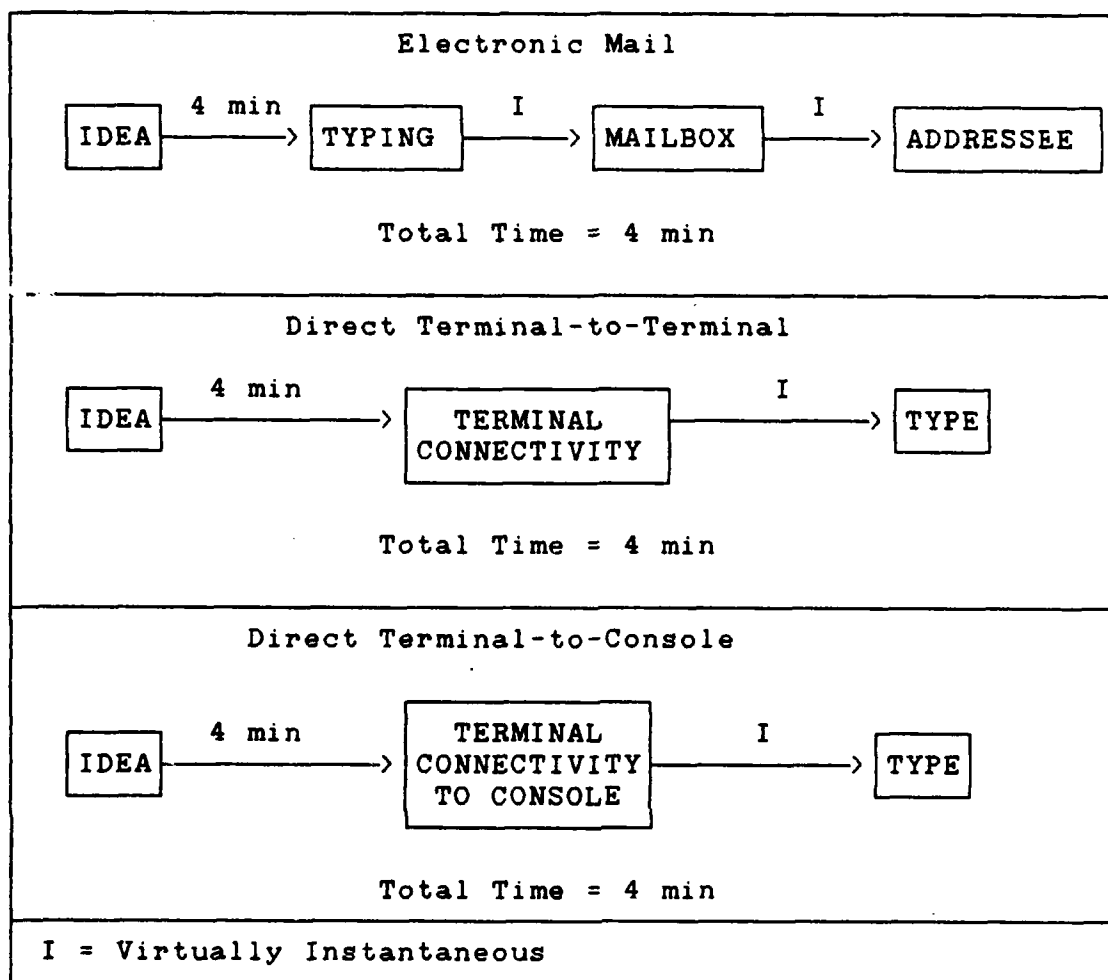 Electronic Mail
4 min I I
IDEA TYPING MAILBOX ADDRESSEE
Total Time = 4 min
Direct Terminal-to-Terminal
4 min I
IDEA TERMINAL CONNECTIVITY TYPE
Total Time = 4 min
Direct Terminal-to-Console
4 min I
IDEA TERMINAL CONNECTIVITY TO CONSOLE TYPE
Total Time = 4 min
I = Virtually Instantaneous